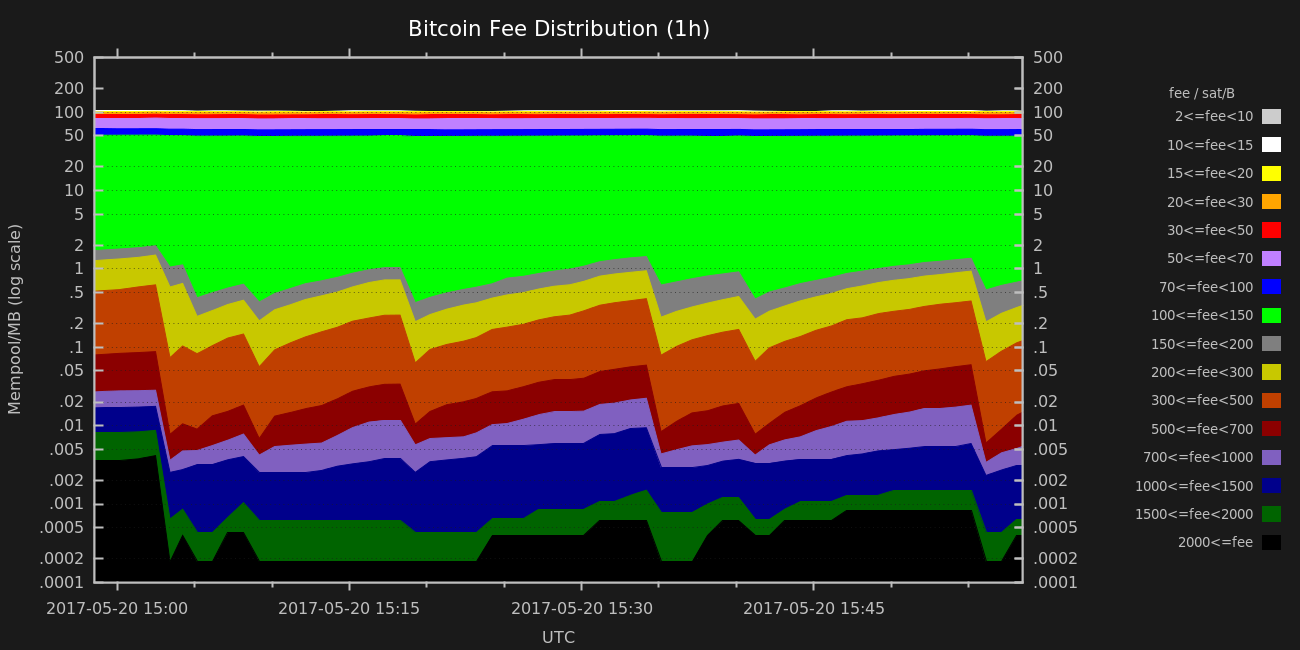 Bitcoin Fee Distribution (1h)
500 500
200 200
100 100
50 50
20 20
10 10
5 5
2 2
1 1
.5 .5
.2 .2
.1 .1
.05 .05
.02 .02
.01 .01
.005 .005
.002 .002
.001 .001
.0005 .0005
.0002 .0002
.0001 .0001
Mempool/MB (log scale)
2017-05-20 15:00 2017-05-20 15:15 2017-05-20 15:30 2017-05-20 15:45
UTC
fee / sat/B
2<=fee<10
10<=fee<15
15<=fee<20
20<=fee<30
30<=fee<50
50<=fee<70
70<=fee<100
100<=fee<150
150<=fee<200
200<=fee<300
300<=fee<500
500<=fee<700
700<=fee<1000
1000<=fee<1500
1500<=fee<2000
2000<=fee